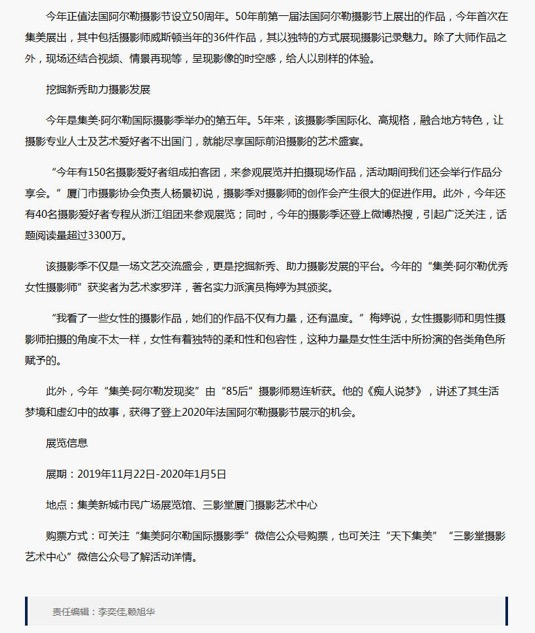 今年正值法国阿尔勒摄影节设立50周年。50年前第一届法国阿尔勒摄影节上展出的作品，今年首次在
集美展出，其中包括摄影师威斯顿当年的36件作品，其以独特的方式展现摄影记录魅力。除了大师作品之
外，现场还结合视频、情景再现等，呈现影像的时空感，给人以别样的体验。
挖掘新秀助力摄影发展
今年是集美·阿尔勒国际摄影季举办的第五年。5年来，该摄影季国际化、高规格，融合地方特色，让
摄影专业人士及艺术爱好者不出国门，就能尽享国际前沿摄影的艺术盛宴。
“今年有150名摄影爱好者组成拍客团，来参观展览并拍摄现场作品，活动期间我们还会举行作品分
享会。”厦门市摄影协会负责人杨景初说，摄影季对摄影师的创作会产生很大的促进作用。此外，今年还
有40名摄影爱好者专程从浙江组团来参观展览；同时，今年的摄影季还登上微博热搜，引起广泛关注，话
题阅读量超过3300万。
该摄影季不仅是一场文艺交流盛会，更是挖掘新秀、助力摄影发展的平台。今年的“集美·阿尔勒优秀
女性摄影师”获奖者为艺术家罗洋，著名实力派演员梅婷为其颁奖。
“我看了一些女性的摄影作品，她们的作品不仅有力量，还有温度。”梅婷说，女性摄影师和男性摄
影师拍摄的角度不太一样，女性有着独特的柔和性和包容性，这种力量是女性生活中所扮演的各类角色所
赋予的。
此外，今年“集美·阿尔勒发现奖”由“85后”摄影师易连斩获。他的《痴人说梦》，讲述了其生活
梦境和虚幻中的故事，获得了登上2020年法国阿尔勒摄影节展示的机会。
展览信息
展期：2019年11月22日-2020年1月5日
地点：集美新城市民广场展览馆、三影堂厦门摄影艺术中心
购票方式：可关注“集美阿尔勒国际摄影季”微信公众号购票，也可关注“天下集美”“三影堂摄影
艺术中心”微信公众号了解活动详情。
责任编辑：李奕佳,赖旭华